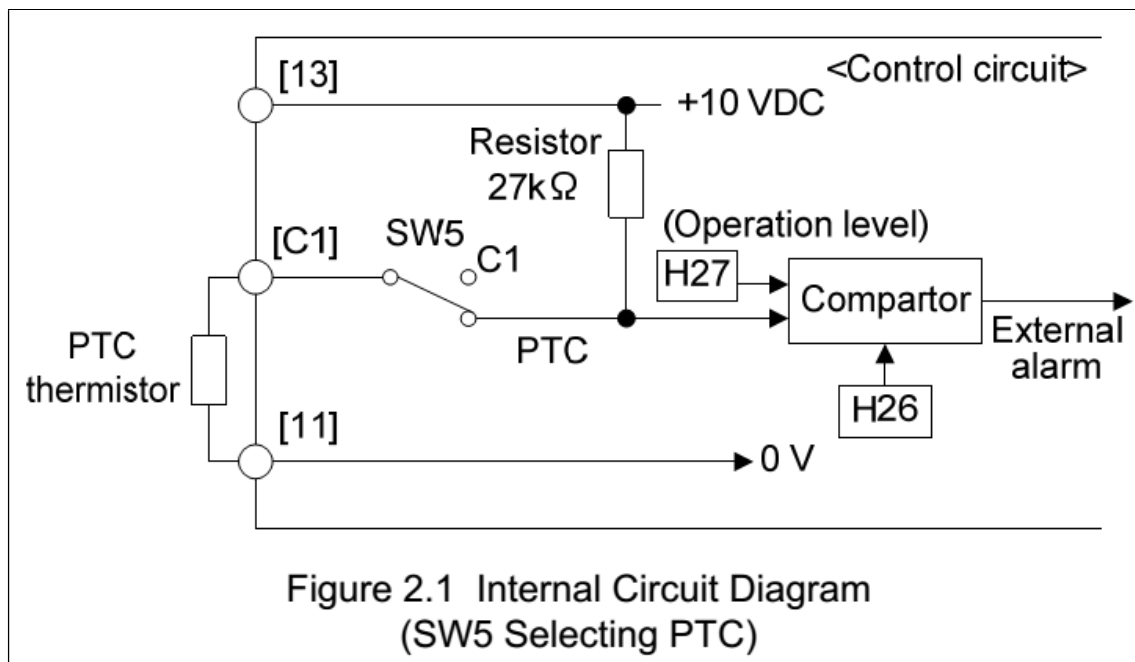 [13]
<Control circuit>
+10 VDC
Resistor
27kΩ
(Operation level)
[C1]
SW5
C1
H27
Compartor
PTC
External
alarm
PTC
thermistor
H26
[11]
0 V
Figure 2.1 Internal Circuit Diagram
(SW5 Selecting PTC)